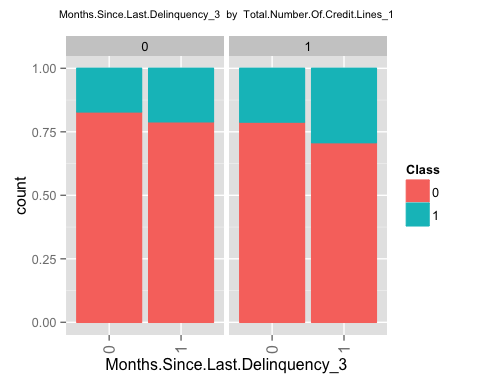 Months.Since.Last.Delinquency_3 by Total.Number.Of.Credit.Lines_1
0 1
1.00
0.75
0.50
0.25
0.00
count
0 1 0 1
Months.Since.Last.Delinquency_3
Class
0
1